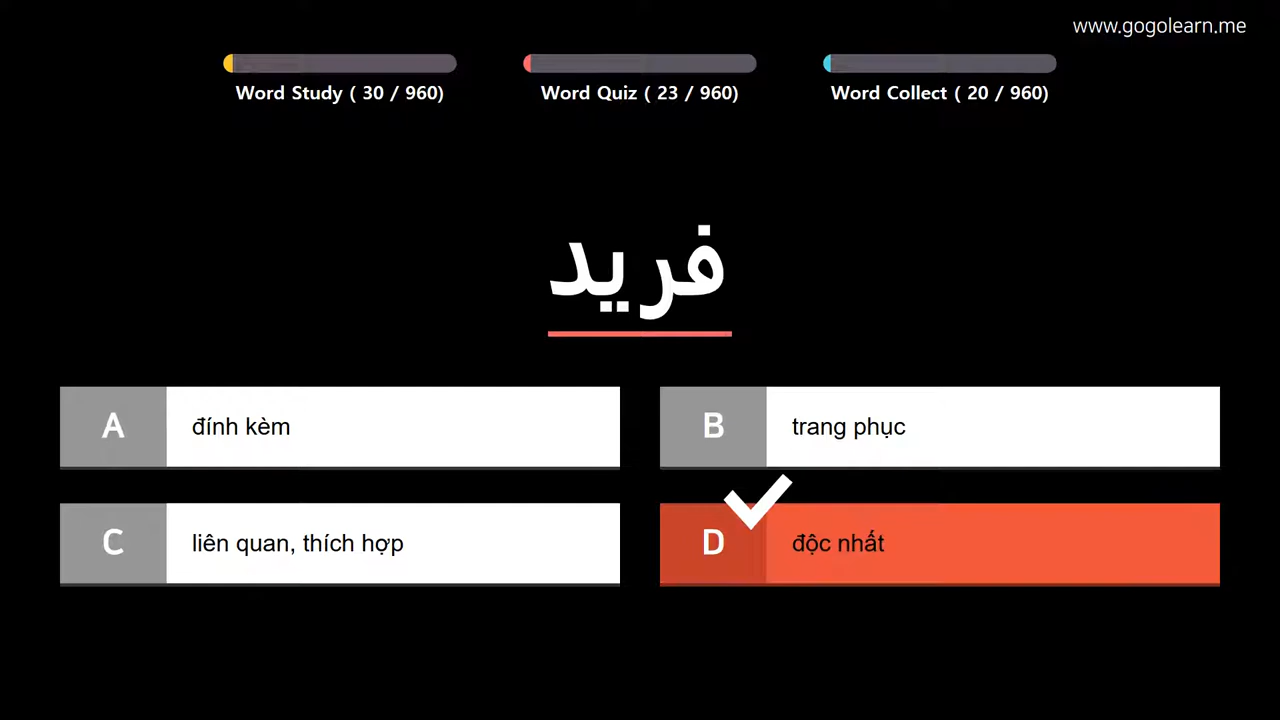 www.gogolearn.me
Word Study ( 30 / 960)
Word Quiz ( 23 / 960)
Word Collect ( 20 / 960)
فريد
A đính kèm
B trang phục
C liên quan, thích hợp
D độc nhất